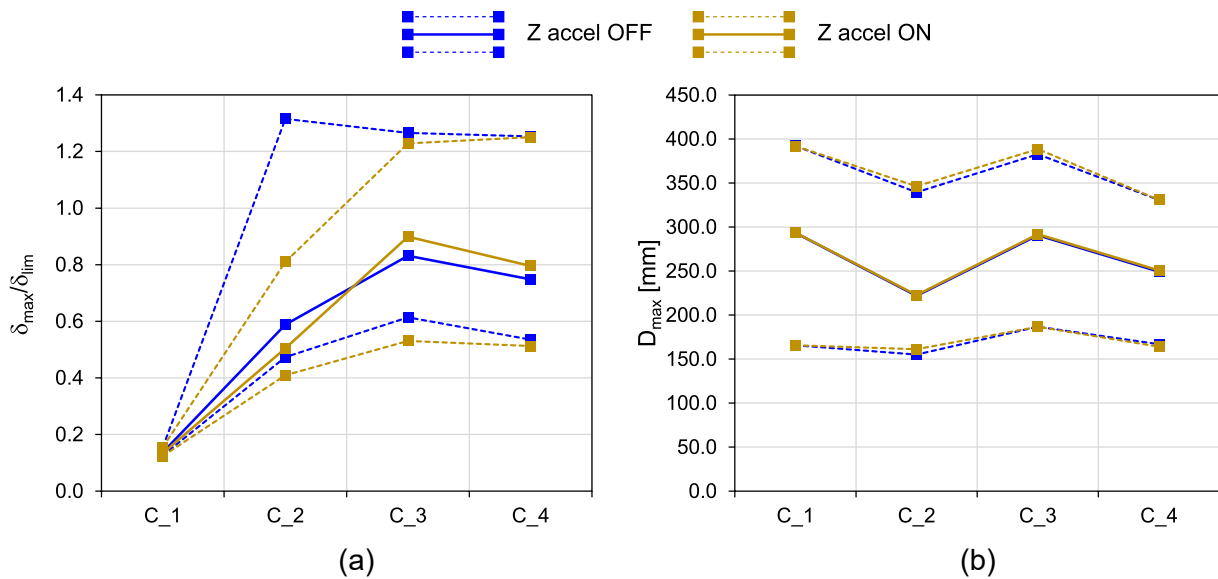 Z accel OFF
Z accel ON
δmax/δlim
1.4
1.2
1.0
0.8
0.6
0.4
0.2
0.0
C_1
C_2
C_3
C_4
(a)
Dmax [mm]
450.0
400.0
350.0
300.0
250.0
200.0
150.0
100.0
50.0
0.0
C_1
C_2
C_3
C_4
(b)